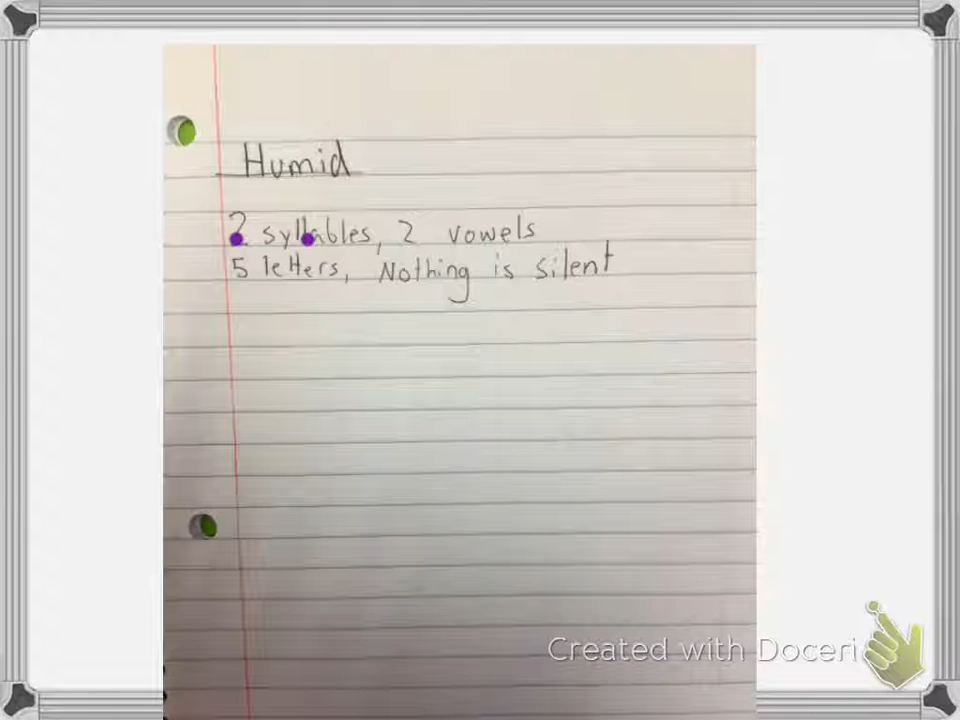 Humid
2 syllables, 2 vowels
5 letters, Nothing is silent
Created with Doceri